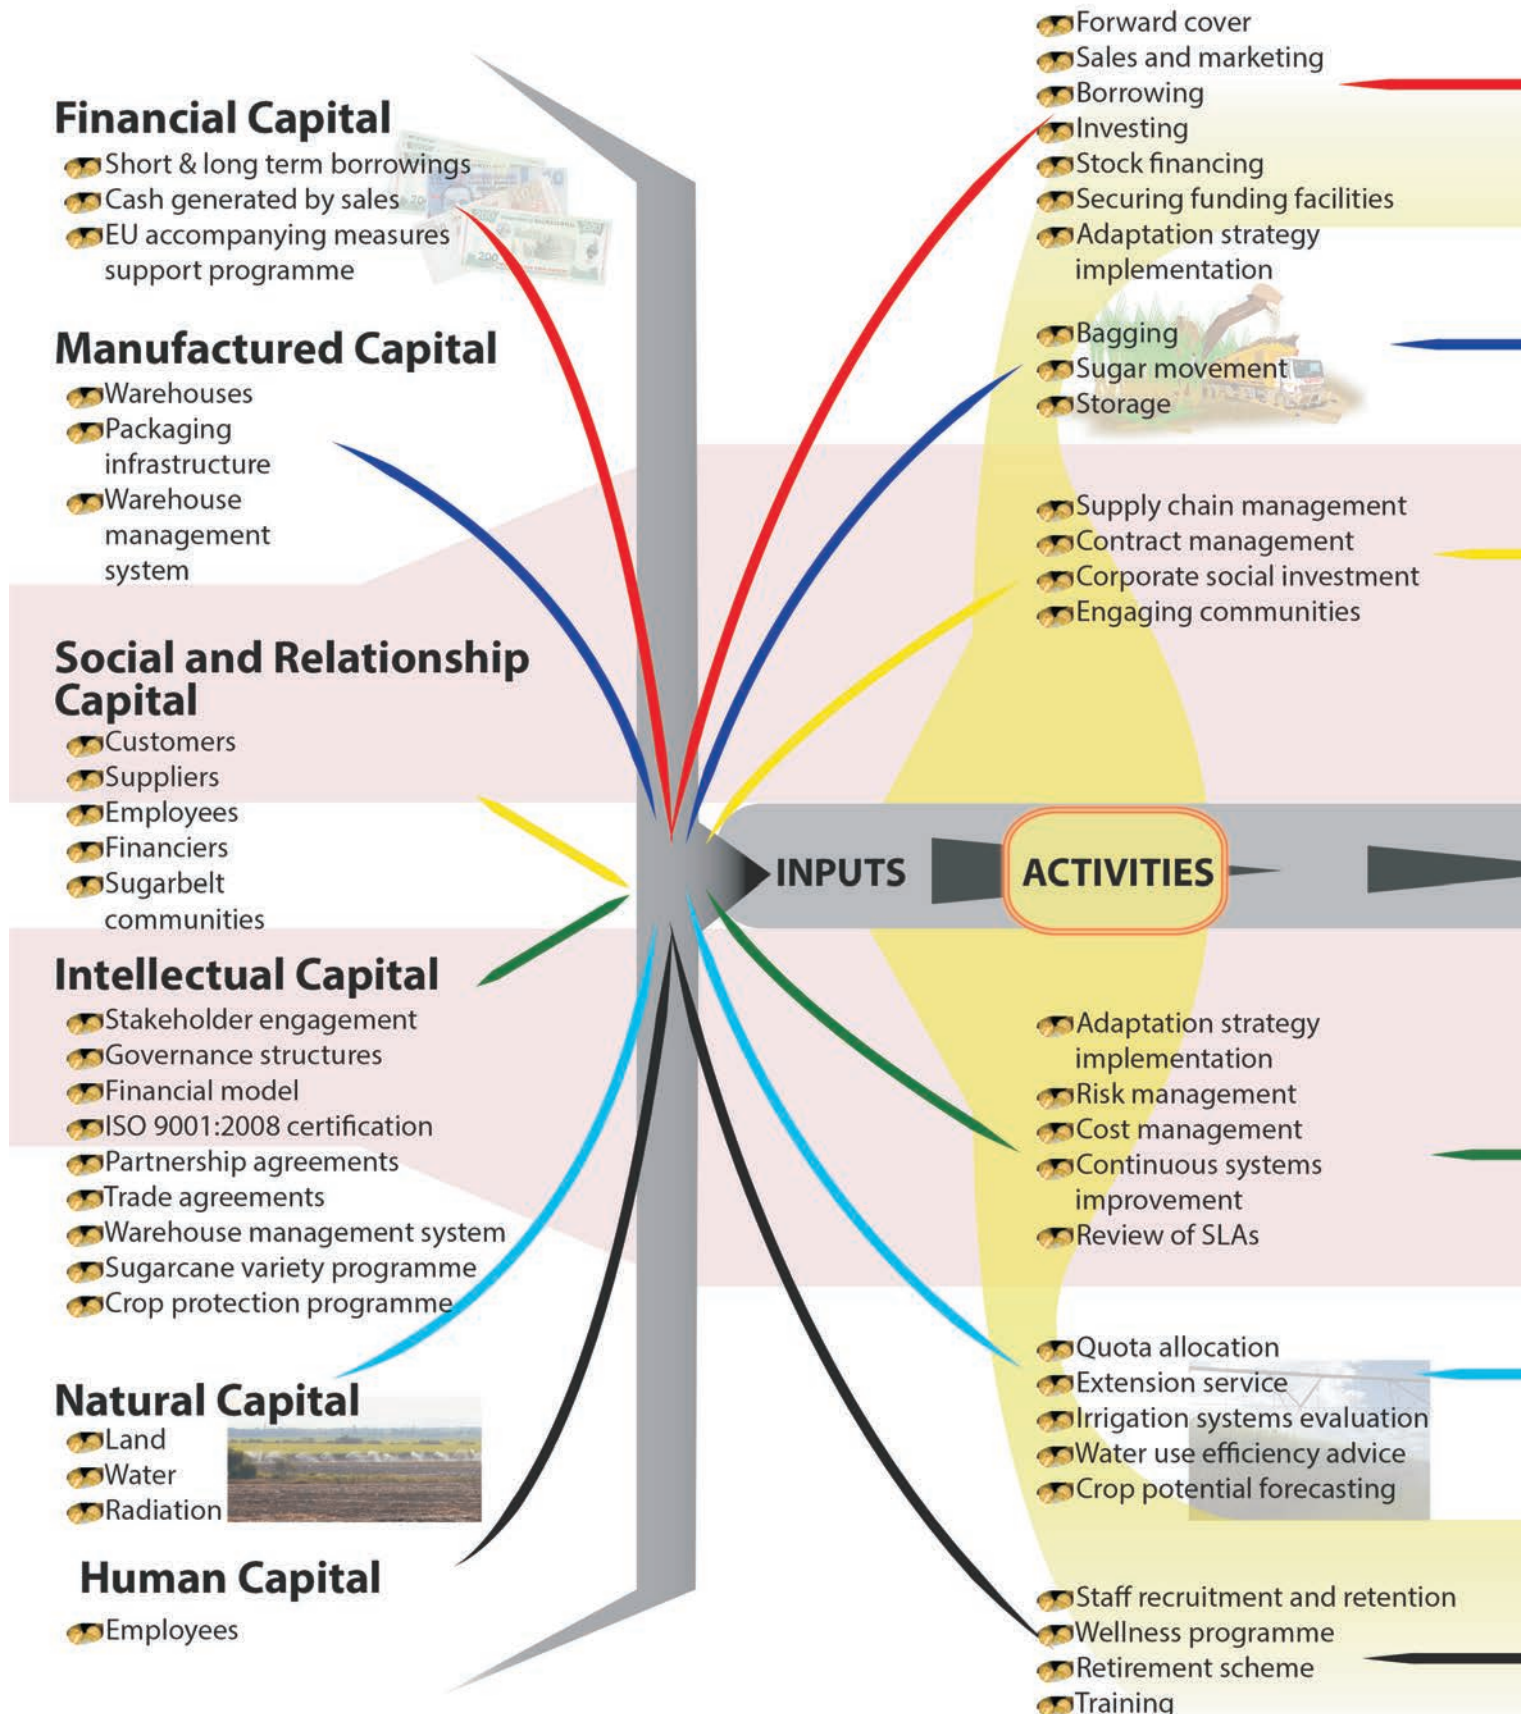 Financial Capital
Short & long term borrowings
Cash generated by sales
EU accompanying measures
support programme
Manufactured Capital
Warehouses
Packaging
infrastructure
Warehouse
management
system
Social and Relationship
Capital
Customers
Suppliers
Employees
Financiers
Sugarbelt
communities
Intellectual Capital
Stakeholder engagement
Governance structures
Financial model
ISO 9001:2008 certification
Partnership agreements
Trade agreements
Warehouse management system
Sugarcane variety programme
Crop protection programme
Natural Capital
Land
Water
Radiation
Human Capital
Employees
INPUTS
ACTIVITIES
Forward cover
Sales and marketing
Borrowing
Investing
Stock financing
Securing funding facilities
Adaptation strategy
implementation
Bagging
Sugar movement
Storage
Supply chain management
Contract management
Corporate social investment
Engaging communities
Adaptation strategy
implementation
Risk management
Cost management
Continuous systems
improvement
Review of SLAs
Quota allocation
Extension service
Irrigation systems evaluation
Water use efficiency advice
Crop potential forecasting
Staff recruitment and retention
Wellness programme
Retirement scheme
Training